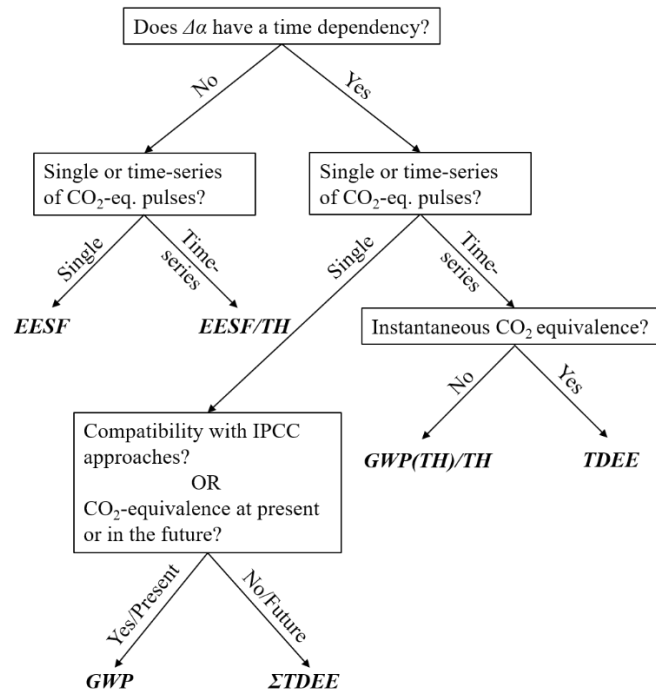 Does Δα have a time dependency?
No
Yes
Single or time-series
of CO₂-eq. pulses?
Single or time-series
of CO₂-eq. pulses?
Single
Time-
series
Single
Time-
series
EESF
EESF/TH
Instantaneous CO₂ equivalence?
No
Yes
Compatibility with IPCC
approaches?
OR
CO₂-equivalence at present
or in the future?
GWP(TH)/TH
TDEE
Yes/Present
No/Future
GWP
ΣTDEE